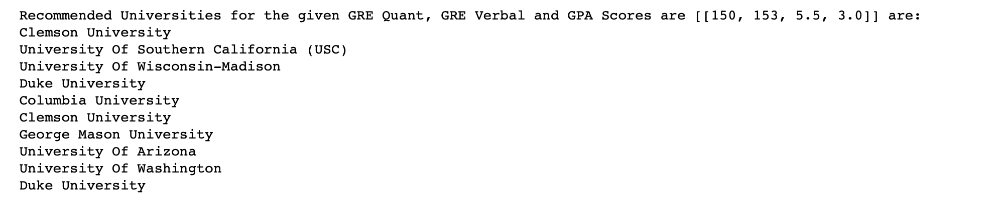 Recommended Universities for the given GRE Quant, GRE Verbal and GPA Scores are [[150, 153, 5.5, 3.0]] are:
Clemson University
University Of Southern California (USC)
University Of Wisconsin-Madison
Duke University
Columbia University
Clemson University
George Mason University
University Of Arizona
University Of Washington
Duke University